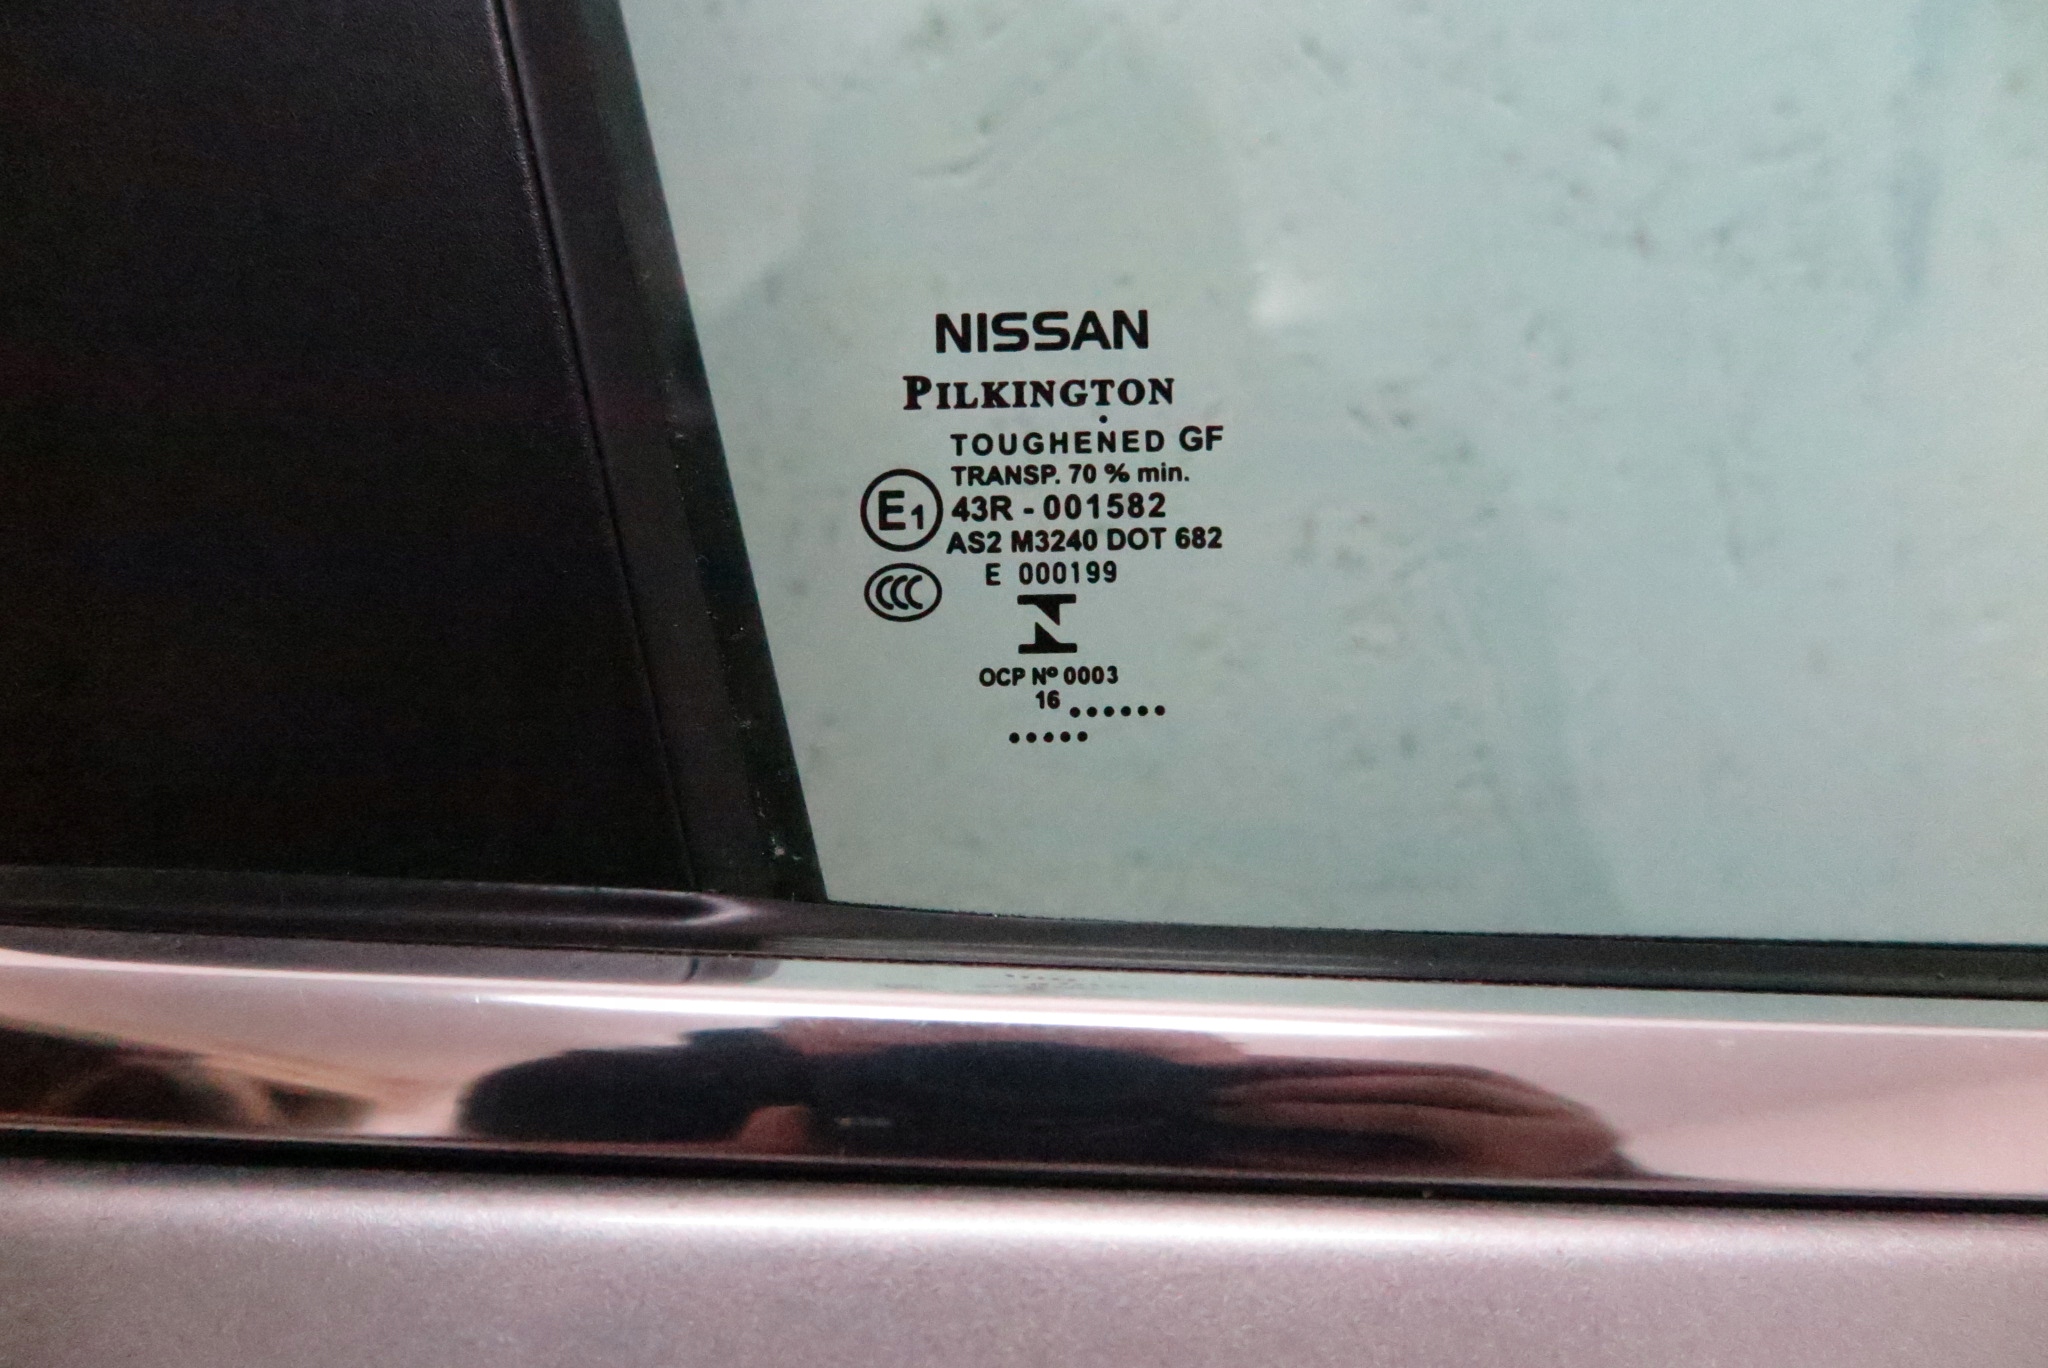 NISSAN
PILKINGTON
TOUGHENED GF
TRANSP. 70 % min.
E1 43R - 001582
AS2 M3240 DOT 682
CCC E 000199
OCP Nº 0003
16 ••••••
•••••